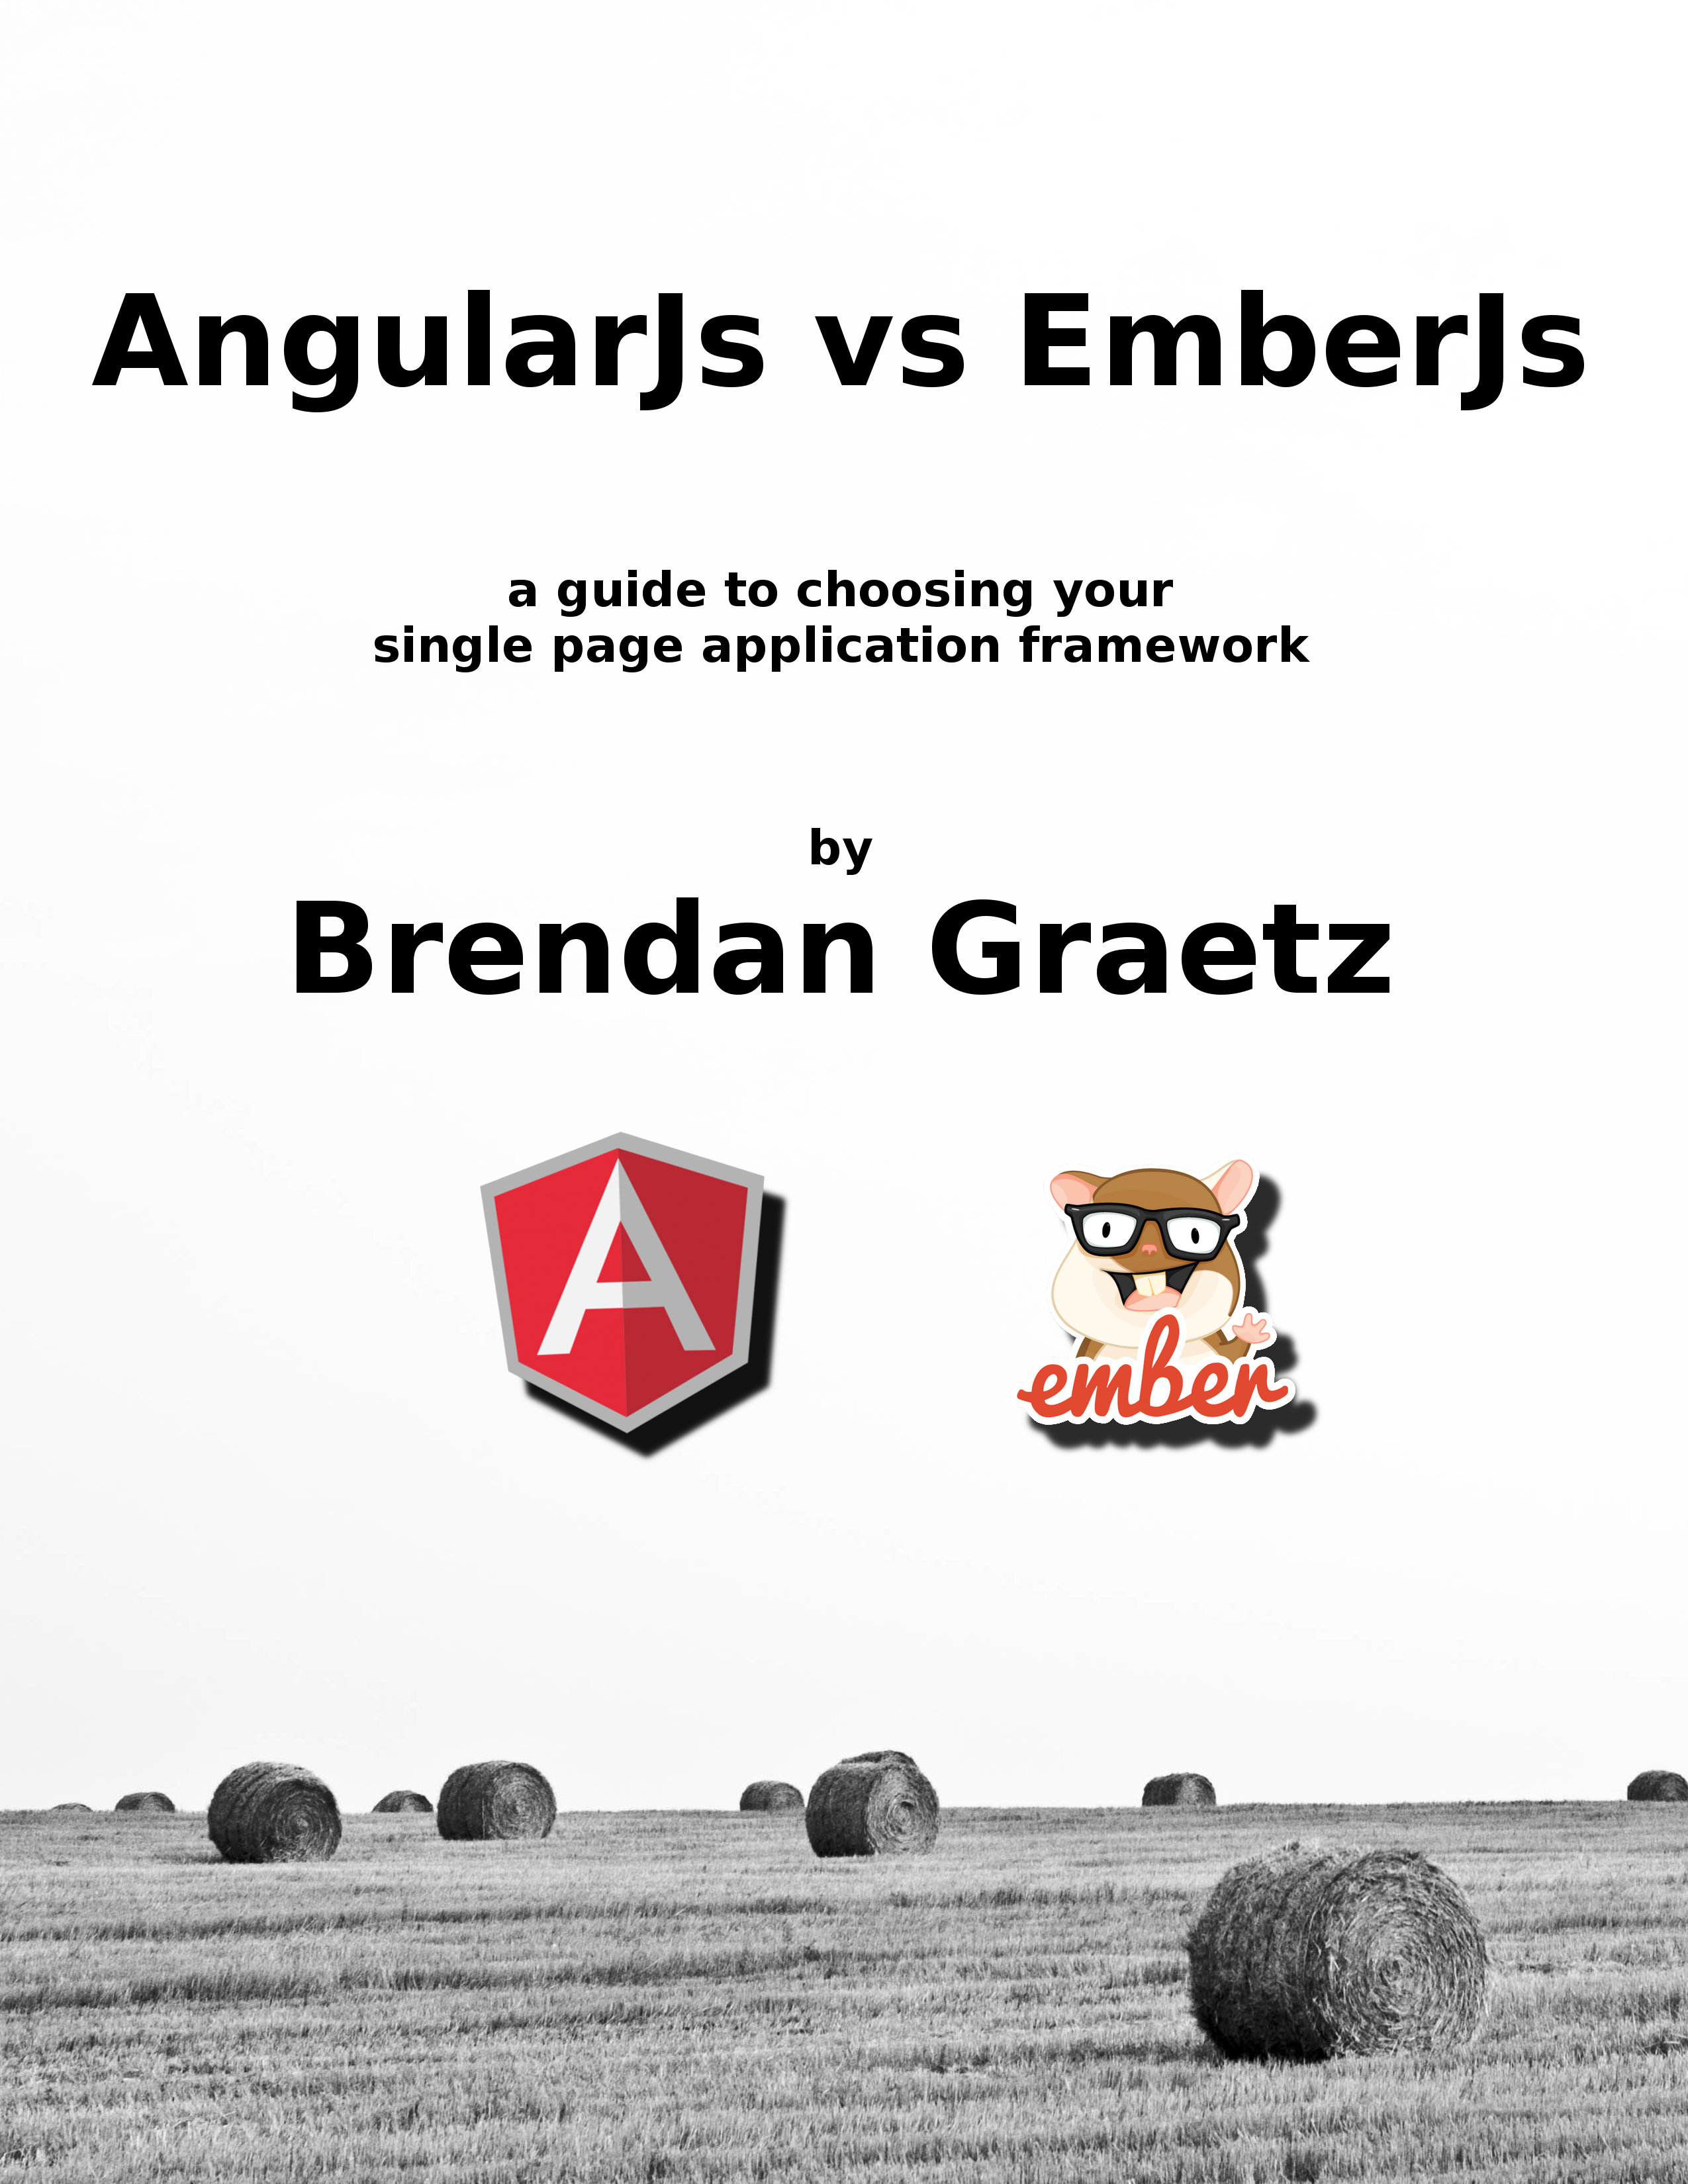 AngularJs vs EmberJs
a guide to choosing your
single page application framework
by
Brendan Graetz
A
ember